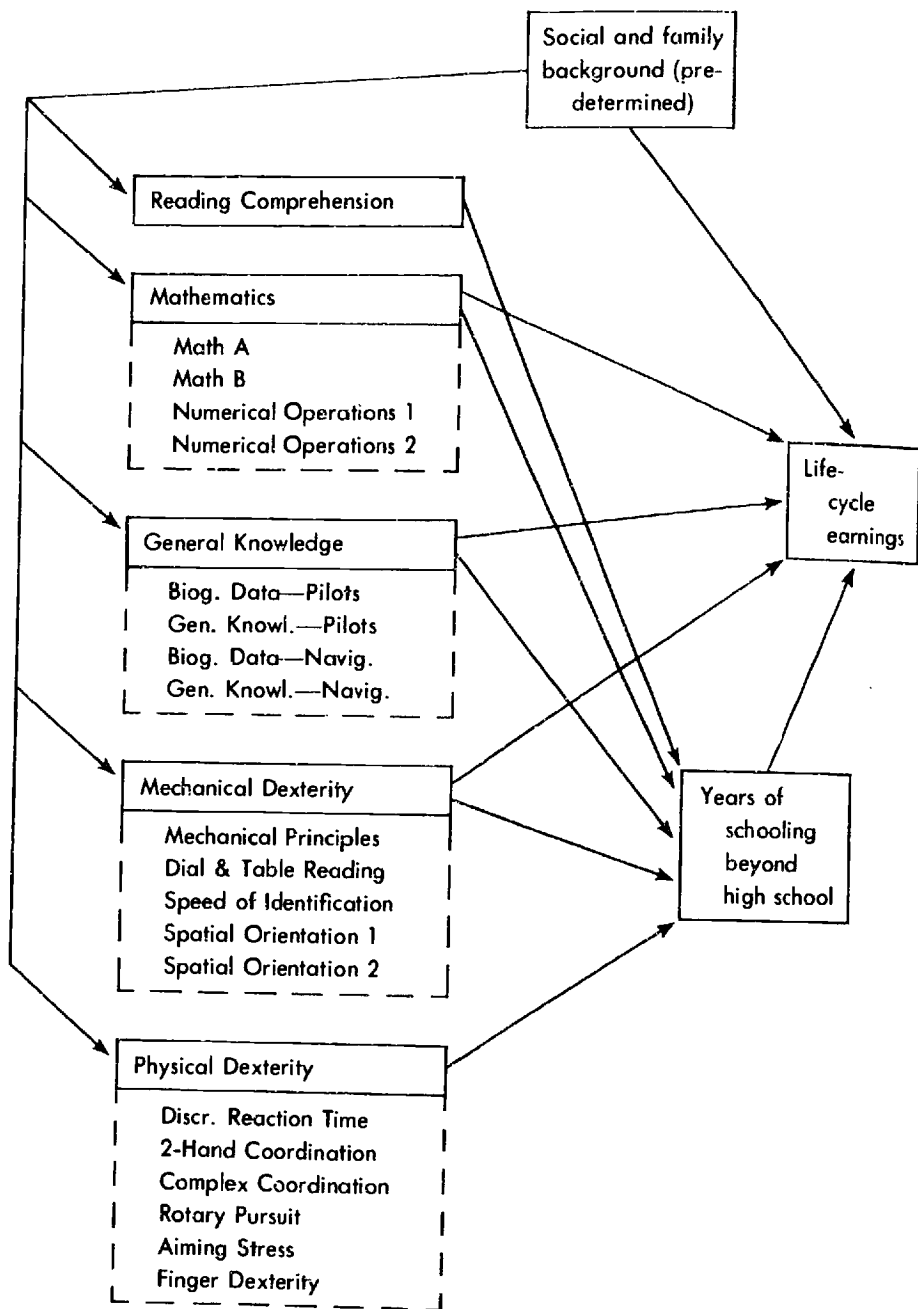 Social and family
background (pre-
determined)
Reading Comprehension
Mathematics
Math A
Math B
Numerical Operations 1
Numerical Operations 2
General Knowledge
Biog. Data—Pilots
Gen. Knowl.—Pilots
Biog. Data—Navig.
Gen. Knowl.—Navig.
Mechanical Dexterity
Mechanical Principles
Dial & Table Reading
Speed of Identification
Spatial Orientation 1
Spatial Orientation 2
Physical Dexterity
Discr. Reaction Time
2-Hand Coordination
Complex Coordination
Rotary Pursuit
Aiming Stress
Finger Dexterity
Life-
cycle
earnings
Years of
schooling
beyond
high school